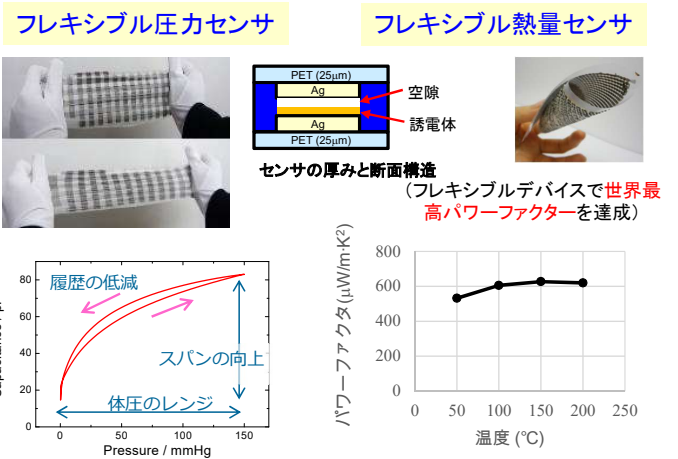 フレキシブル圧力センサ
フレキシブル熱量センサ
PET (25μm)
Ag
空隙
誘電体
Ag
PET (25μm)
センサの厚みと断面構造
(フレキシブルデバイスで世界最
高パワーファクターを達成)
履歴の低減
スパンの向上
体圧のレンジ
80
60
40
20
0
0
50
100
150
Pressure / mmHg
パワーファクタ(μW/m·K²)
800
600
400
200
0
0
50
100
150
200
250
温度 (℃)